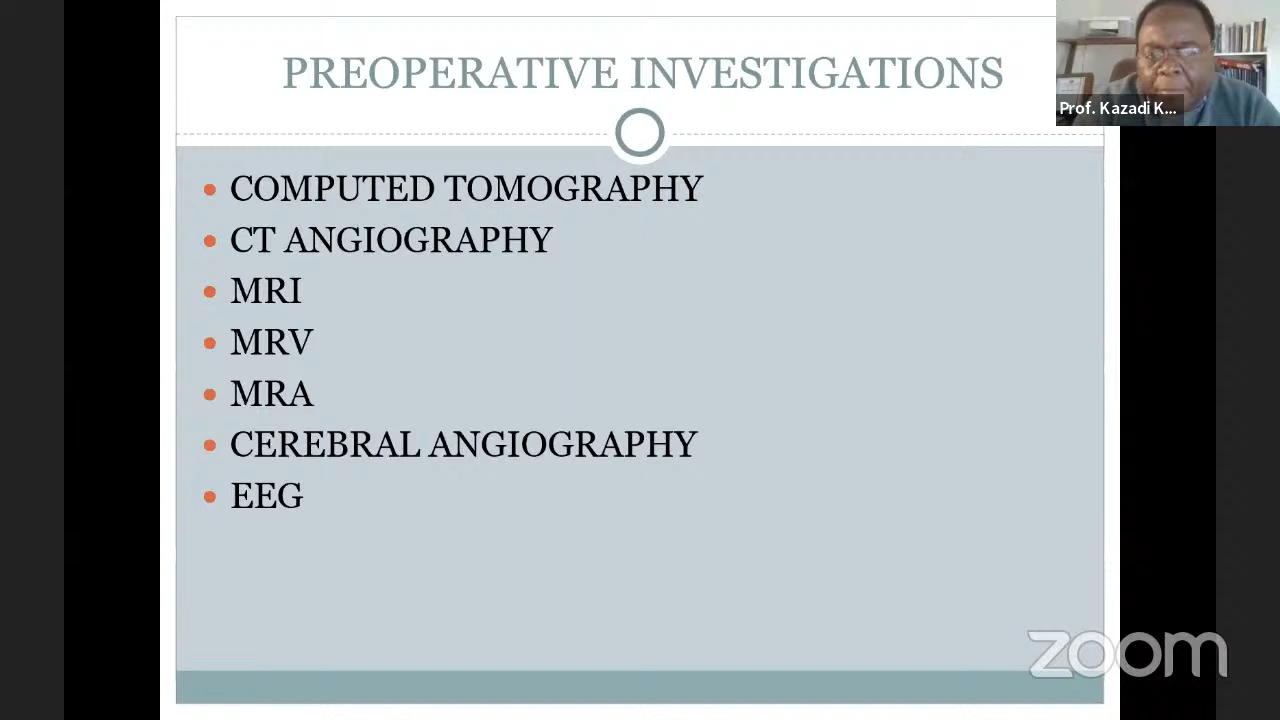 PREOPERATIVE INVESTIGATIONS
Prof. Kazadi K...
• COMPUTED TOMOGRAPHY
• CT ANGIOGRAPHY
• MRI
• MRV
• MRA
• CEREBRAL ANGIOGRAPHY
• EEG
zoom